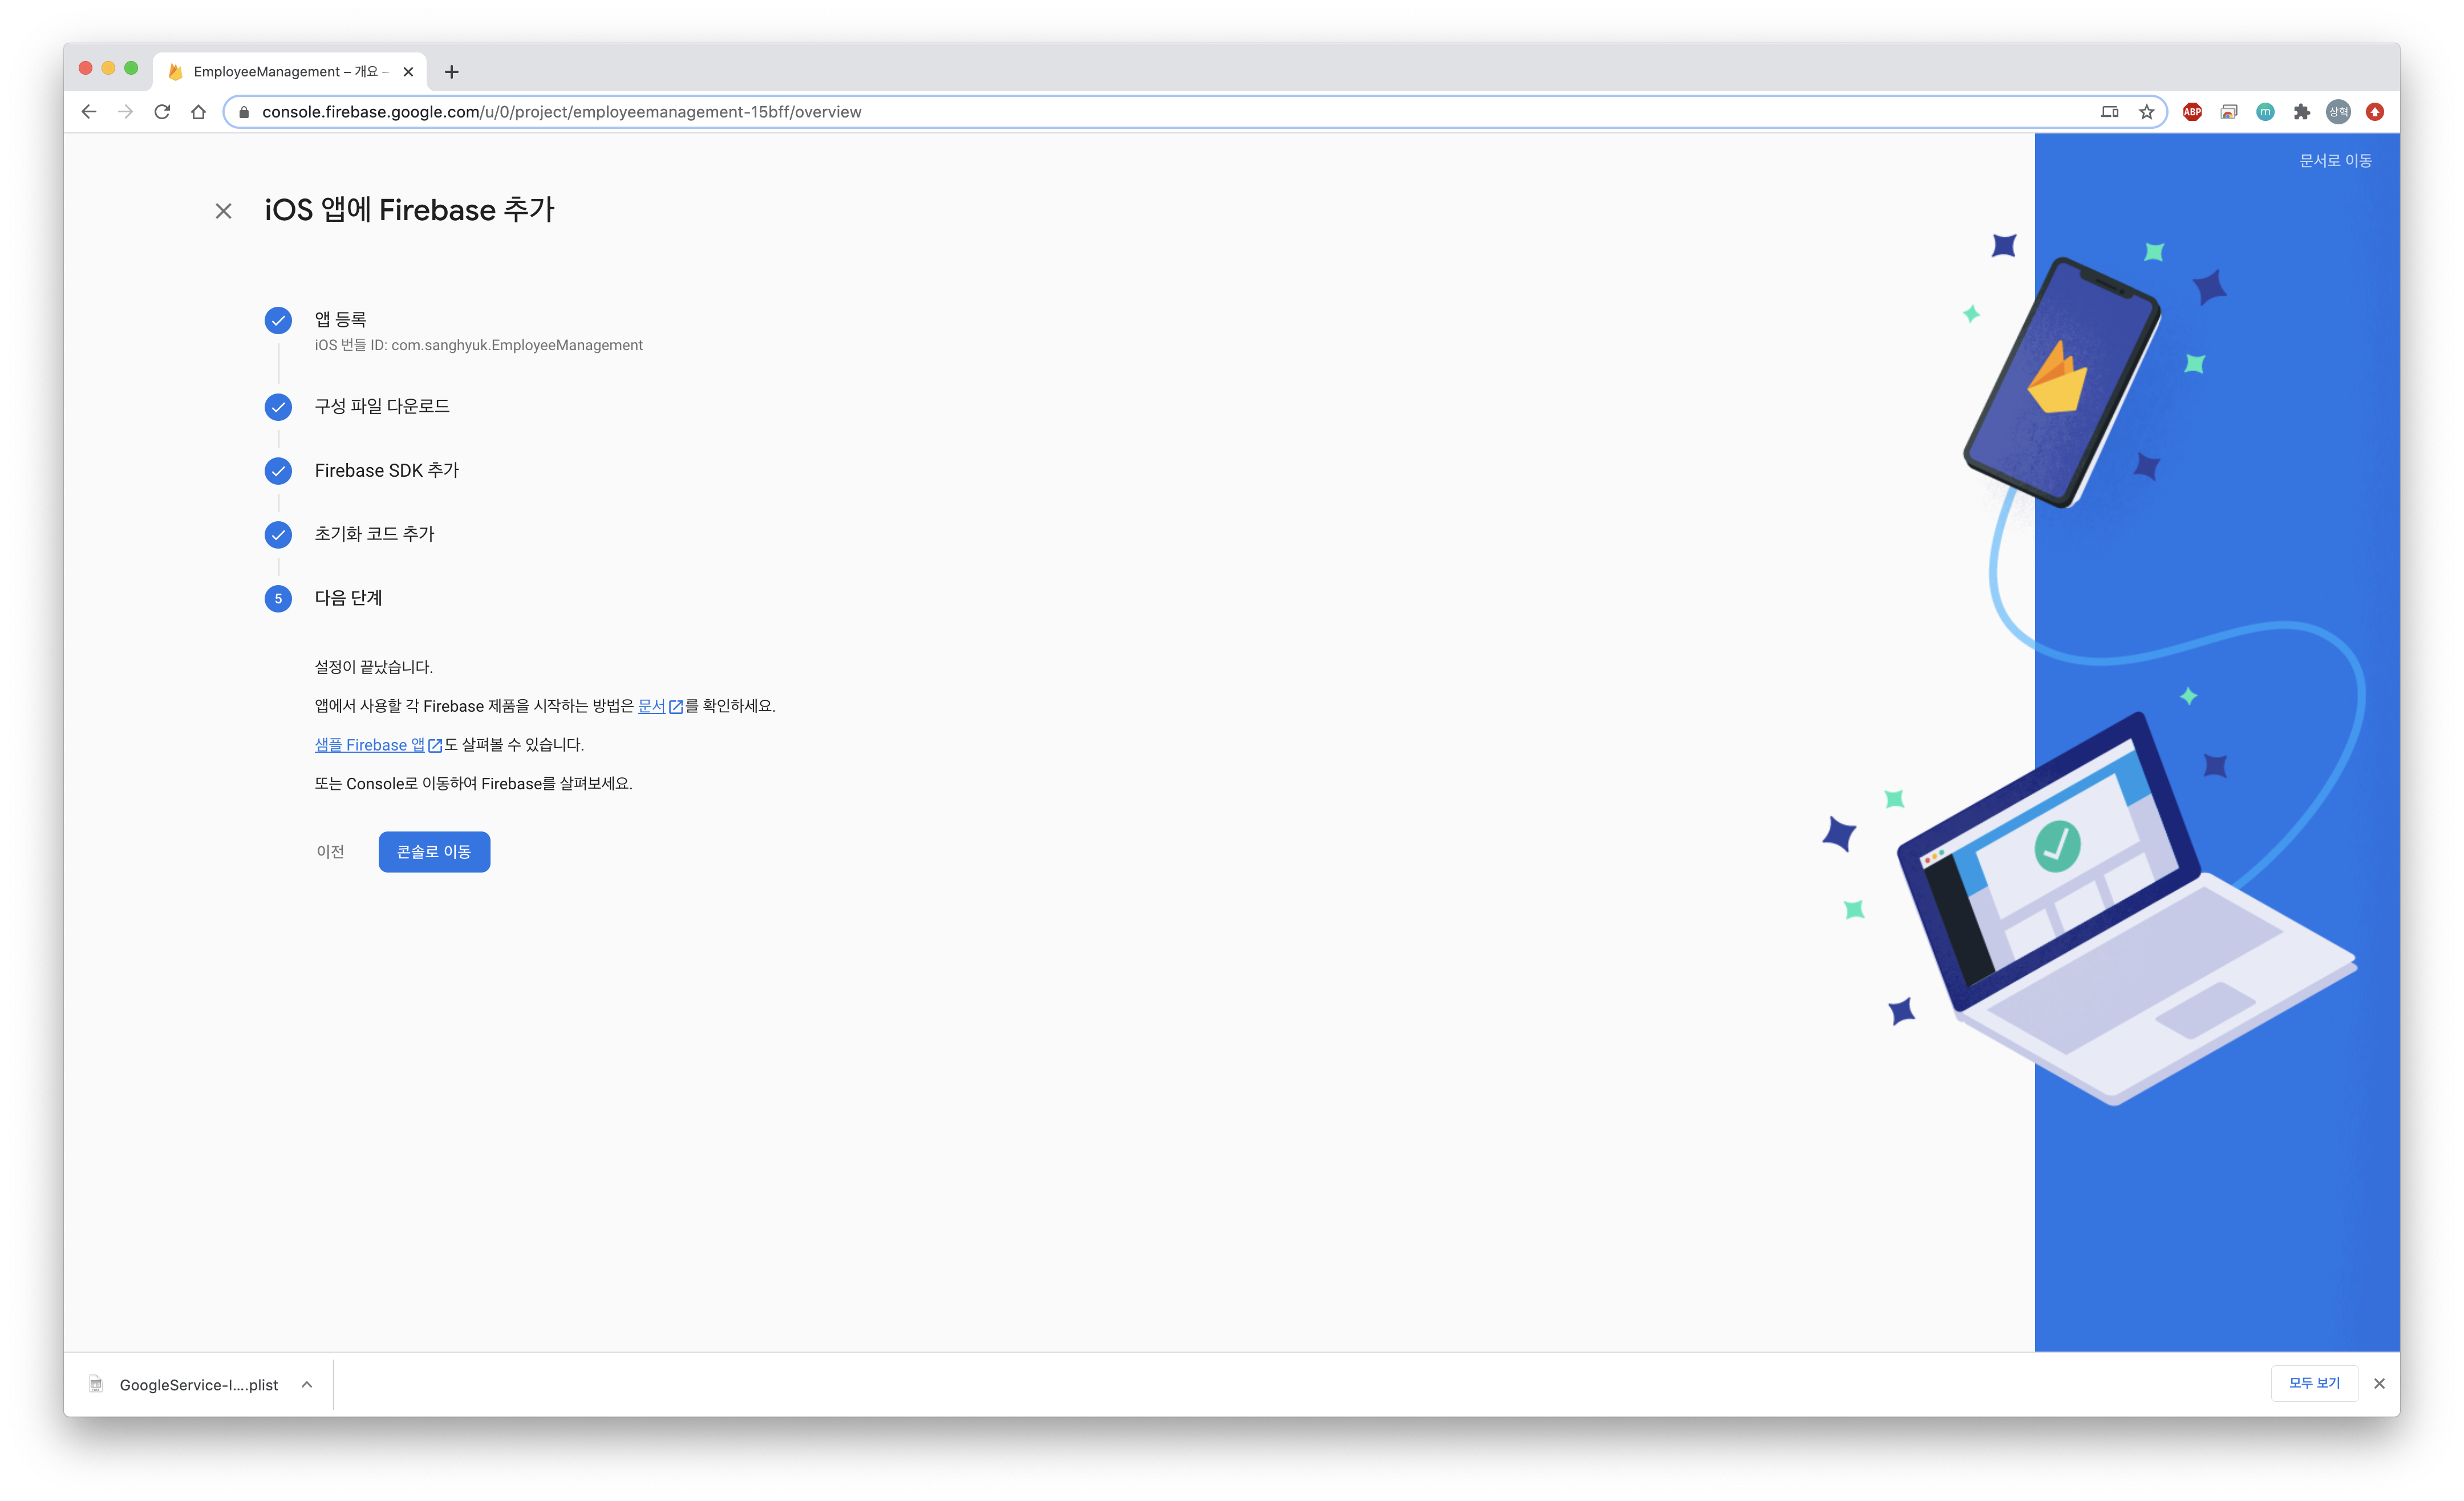 EmployeeManagement – 개요 –
console.firebase.google.com/u/0/project/employeemanagement-15bff/overview
ABP
m
상혁
문서로 이동
iOS 앱에 Firebase 추가
앱 등록
iOS 번들 ID: com.sanghyuk.EmployeeManagement
구성 파일 다운로드
Firebase SDK 추가
초기화 코드 추가
5 다음 단계
설정이 끝났습니다.
앱에서 사용할 각 Firebase 제품을 시작하는 방법은 문서를 확인하세요.
샘플 Firebase 앱도 살펴볼 수 있습니다.
또는 Console로 이동하여 Firebase를 살펴보세요.
이전 콘솔로 이동
GoogleService-I....plist
모두 보기